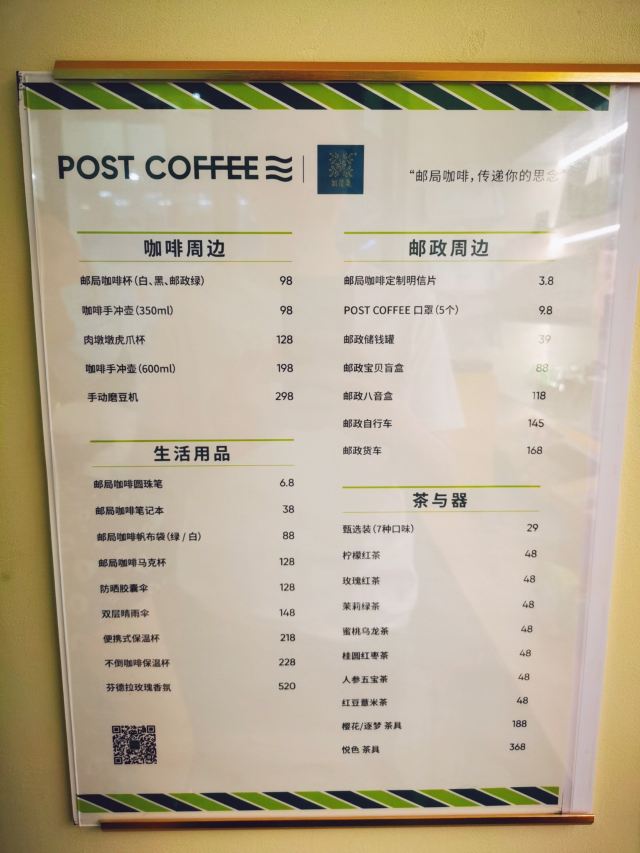 POST COFFEE
“邮局咖啡，传递你的思念”
咖啡周边
邮局咖啡杯（白、黑、邮政绿） 98
咖啡手冲壶（350ml） 98
肉墩墩虎爪杯 128
咖啡手冲壶（600ml） 198
手动磨豆机 298
生活用品
邮局咖啡圆珠笔 6.8
邮局咖啡笔记本 38
邮局咖啡帆布袋（绿 / 白） 88
邮局咖啡马克杯 128
防晒胶囊伞 128
双层晴雨伞 148
便携式保温杯 218
不倒咖啡保温杯 228
芬德拉玫瑰香氛 520
邮政周边
邮局咖啡定制明信片 3.8
POST COFFEE 口罩（5个） 9.8
邮政储钱罐 39
邮政宝贝盲盒 88
邮政八音盒 118
邮政自行车 145
邮政货车 168
茶与器
甄选装（7种口味） 29
柠檬红茶 48
玫瑰红茶 48
茉莉绿茶 48
蜜桃乌龙茶 48
桂圆红枣茶 48
人参五宝茶 48
红豆薏米茶 48
樱花/逐梦 茶具 188
悦色 茶具 368